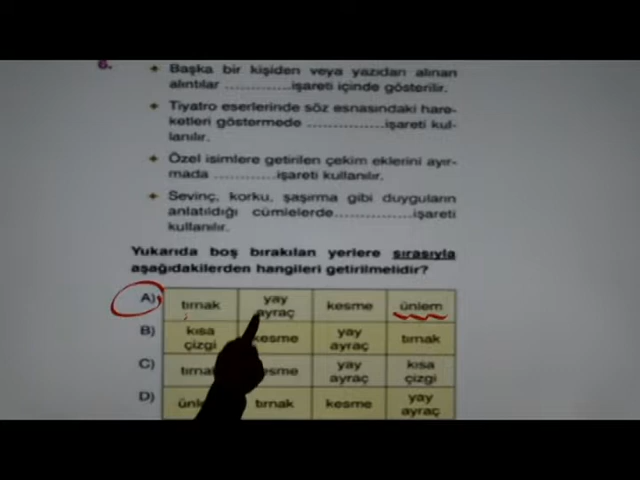 6.
Başka bir kişiden veya yazıdan alınan
alıntılar ............işareti içinde gösterilir.
Tiyatro eserlerinde söz esnasındaki hare-
ketleri göstermede ..............işareti kul-
lanılır.
Özel isimlere getirilen çekim eklerini ayır-
mada ...........işareti kullanılır.
Sevinç, korku, şaşırma gibi duyguların
anlatıldığı cümlelerde..............işareti
kullanılır.
Yukarıda boş bırakılan yerlere sırasıyla
aşağıdakilerden hangileri getirilmelidir?
A) tırnak yay ayraç kesme ünlem
B) kısa çizgi kesme yay ayraç tırnak
C) kesme yay ayraç kısa çizgi
D) tırnak kesme yay ayraç